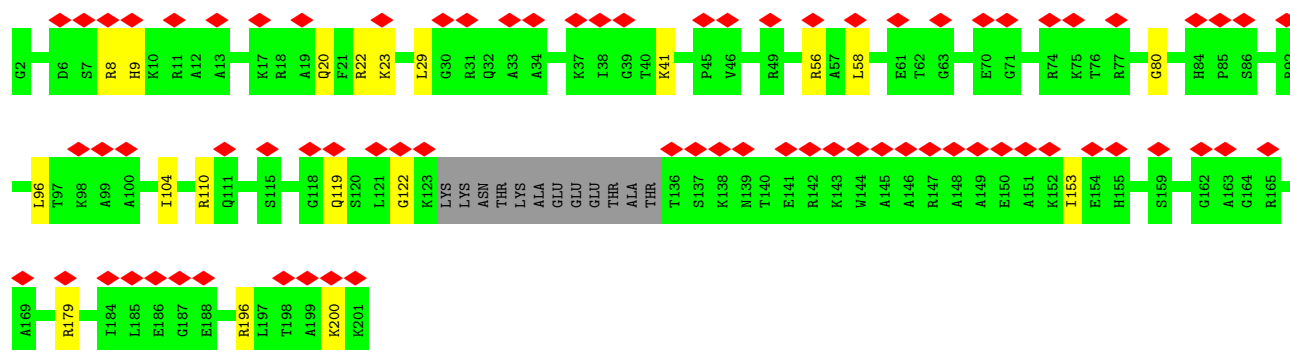 G2 D6 S7 R8 H9 K10 R11 A12 A13 K17 R18 A19 Q20 F21 R22 K23 L29 G30 R31 Q32 A33 A34 K37 I38 G39 T40 K41 P45 V46 R49 R56 A57 L58 E61 T62 G63 E70 G71 R74 K75 T76 R77 G80 H84 P85 S86
L96 T97 K98 A99 A100 I104 R110 Q111 S115 G118 Q119 S120 L121 G122 K123 LYS LYS ASN THR LYS ALA GLU GLU GLU THR ALA THR T136 S137 K138 N139 T140 E141 R142 K143 W144 A145 A146 R147 A148 A149 E150 A151 K152 I153 E154 H155 S159 G162 A163 G164 R165
A169 R179 I184 L185 E186 G187 E188 R196 L197 T198 A199 K200 K201